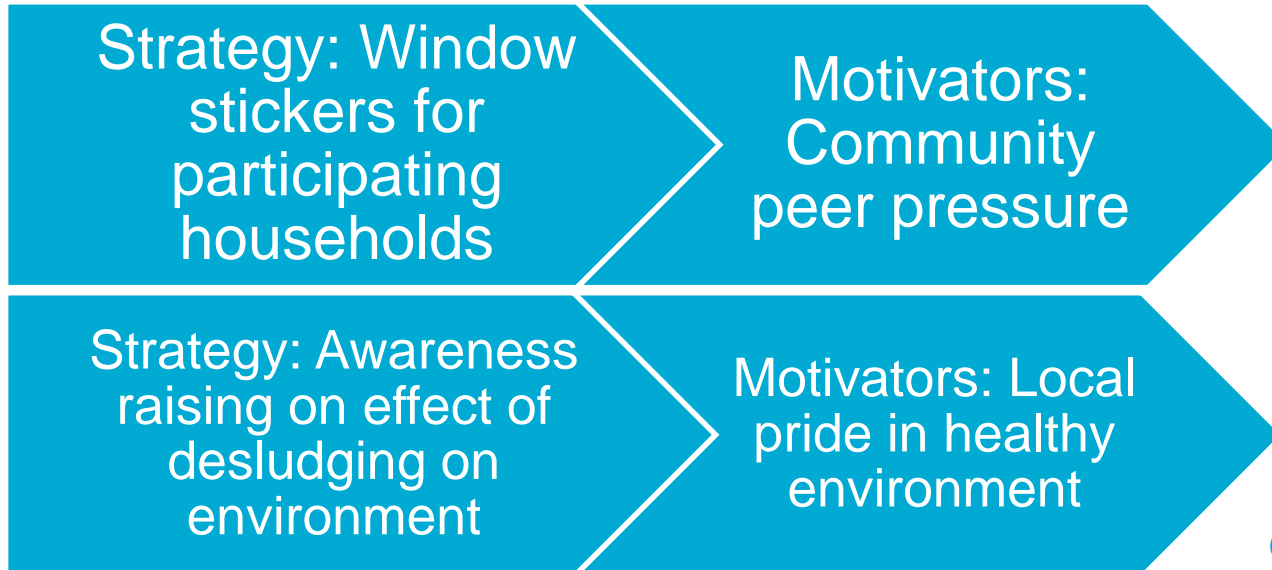 Strategy: Window
stickers for
participating
households
Motivators:
Community
peer pressure
Strategy: Awareness
raising on effect of
desludging on
environment
Motivators: Local
pride in healthy
environment